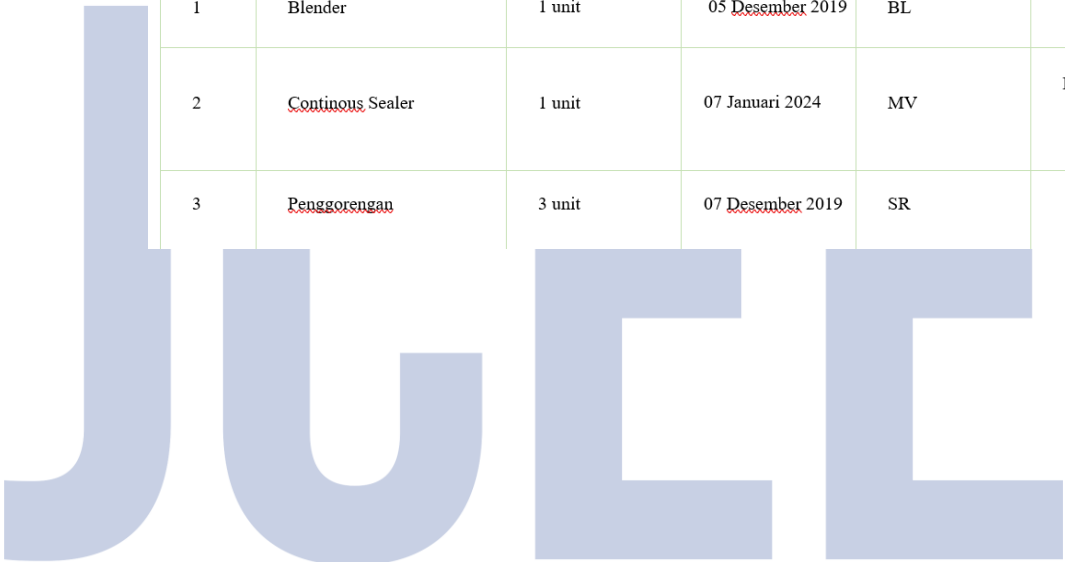 1 Blender 1 unit 05 Desember 2019 BL
2 Continous Sealer 1 unit 07 Januari 2024 MV
3 Penggorengan 3 unit 07 Desember 2019 SR